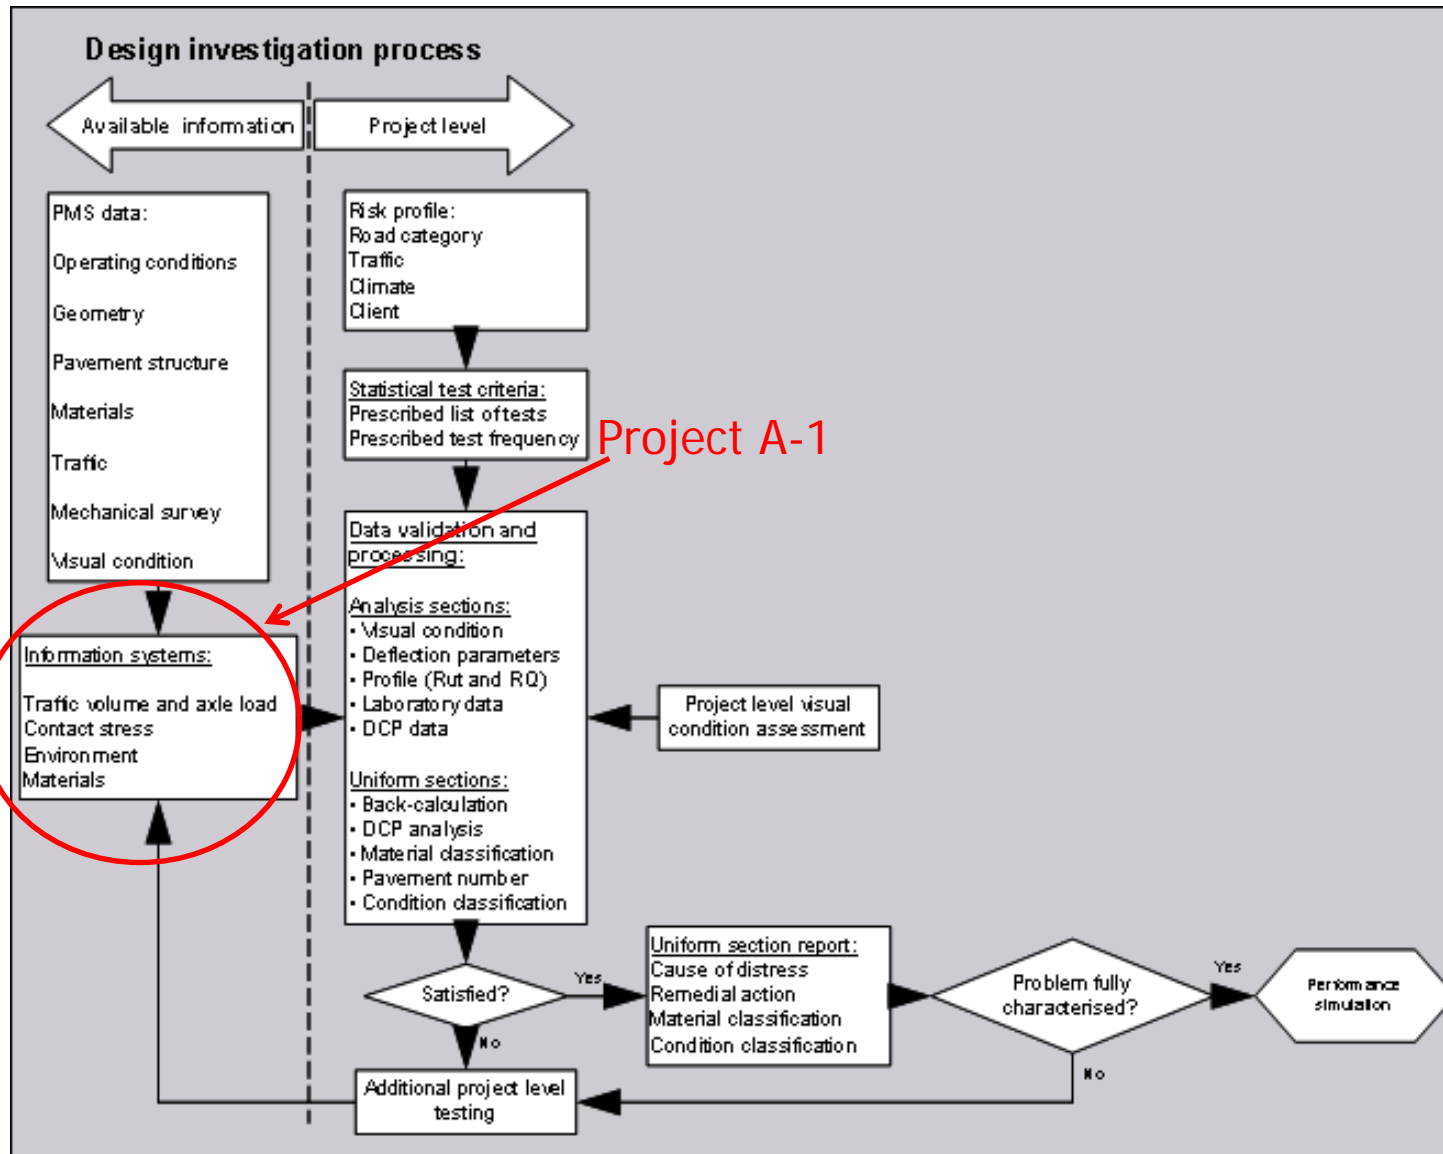 Design investigation process
Available information
Project level
PMS data:
Operating conditions
Geometry
Pavement structure
Materials
Traffic
Mechanical survey
Visual condition
Information systems:
Traffic volume and axle load
Contact stress
Environment
Materials
Risk profile:
Road category
Traffic
Climate
Client
Statistical test criteria:
Prescribed list of tests
Prescribed test frequency
Project A-1
Data validation and
processing:
Analysis sections:
• Visual condition
• Deflection parameters
• Profile (Rut and RQ)
• Laboratory data
• DCP data
Uniform sections:
• Back-calculation
• DCP analysis
• Material classification
• Pavement number
• Condition classification
Project level visual
condition assessment
Satisfied?
Yes
No
Uniform section report:
Cause of distress
Remedial action
Material classification
Condition classification
Problem fully
characterised?
Yes
No
Performance
simulation
Additional project level
testing